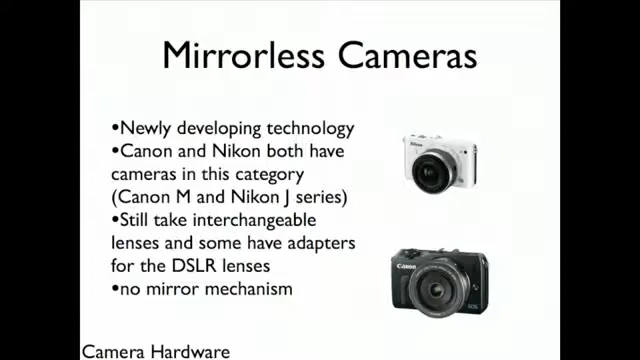 Mirrorless Cameras
•Newly developing technology
•Canon and Nikon both have
cameras in this category
(Canon M and Nikon J series)
•Still take interchangeable
lenses and some have adapters
for the DSLR lenses
•no mirror mechanism
Nikon
Canon
EOS
Camera Hardware